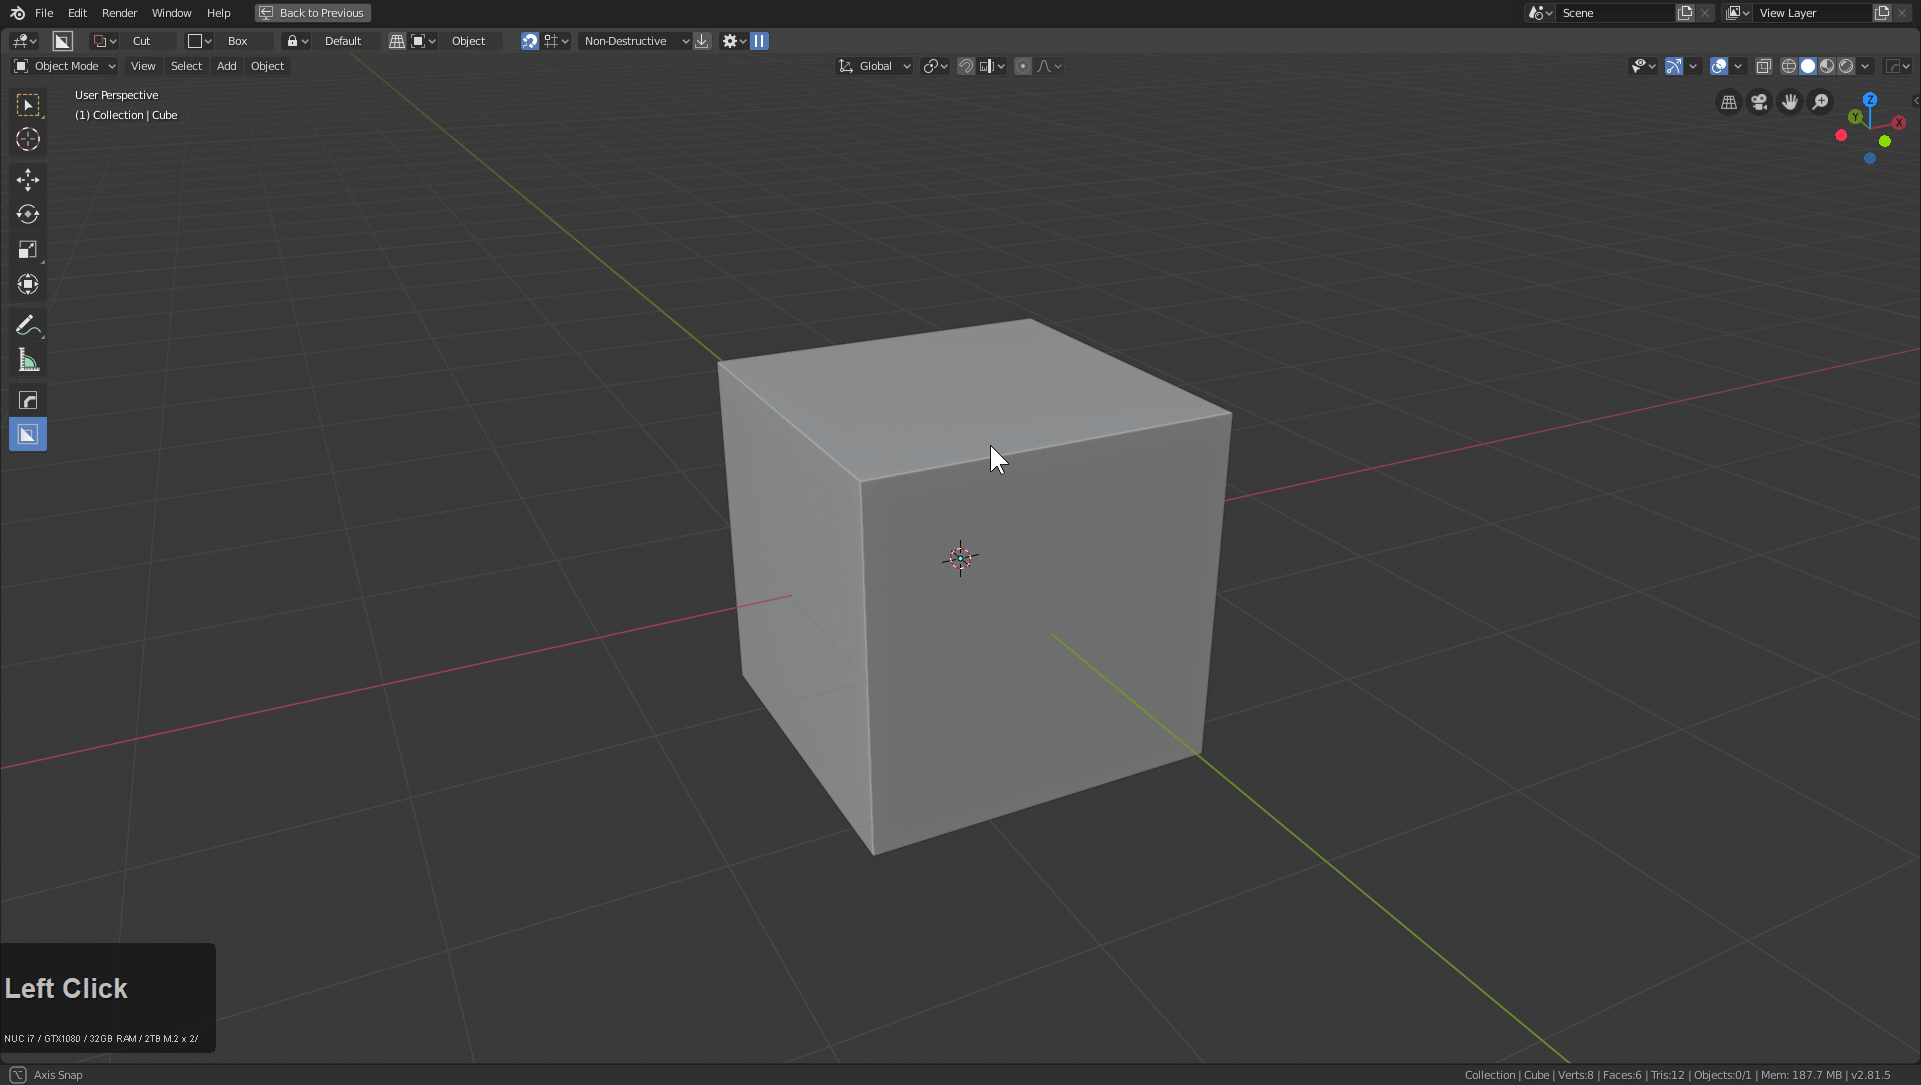 File Edit Render Window Help Back to Previous Scene View Layer
Cut Box Default Object Non-Destructive
Object Mode View Select Add Object Global
User Perspective
(1) Collection | Cube
Z
Y
X
Left Click
NUC i7 / GTX1080 / 32GB RAM / 2TB M.2 x 2/
Axis Snap Collection | Cube | Verts:8 | Faces:6 | Tris:12 | Objects:0/1 | Mem: 187.7 MB | v2.81.5